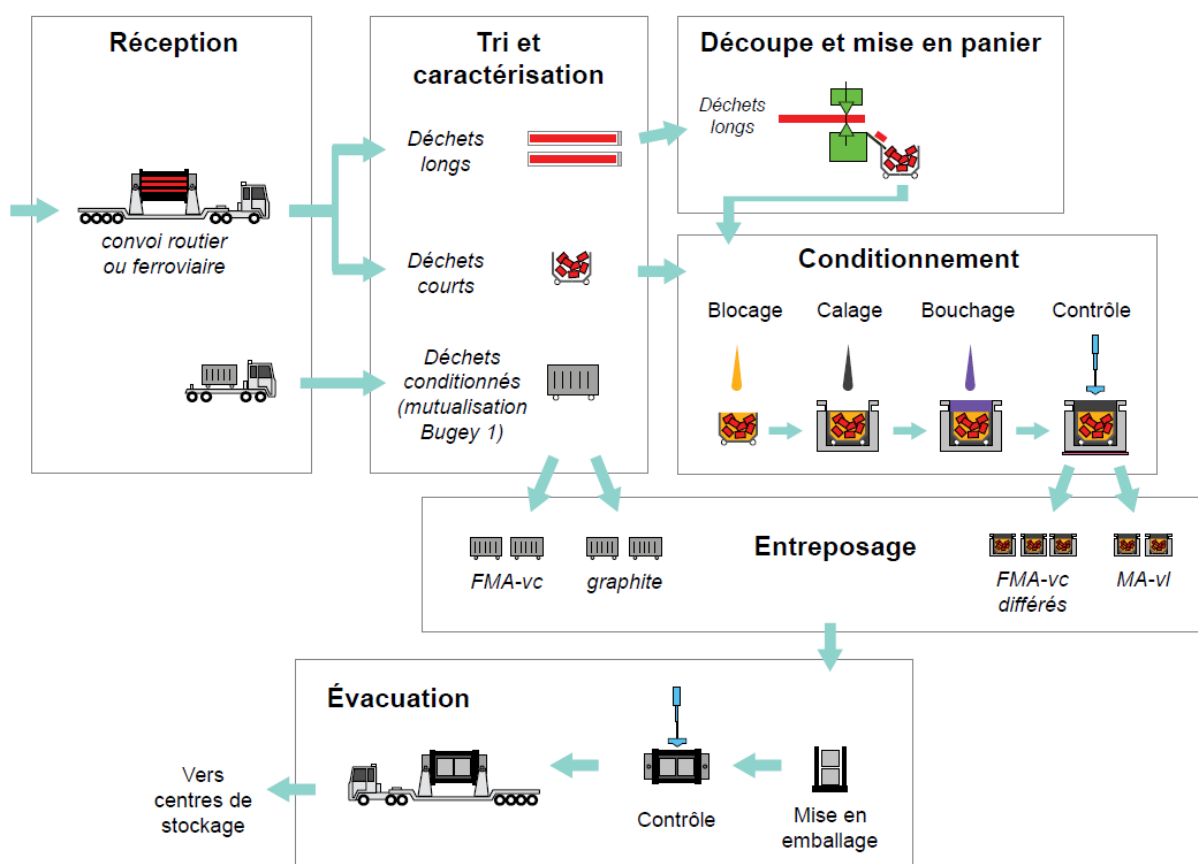 Réception
convoi routier
ou ferroviaire
Tri et
caractérisation
Déchets
longs
Déchets
courts
Déchets
conditionnés
(mutualisation
Bugey 1)
Découpe et mise en panier
Déchets
longs
Conditionnement
Blocage
Calage
Bouchage
Contrôle
Entreposage
FMA-vc
graphite
FMA-vc
différés
MA-vl
Évacuation
Vers
centres de
stockage
Contrôle
Mise en
emballage